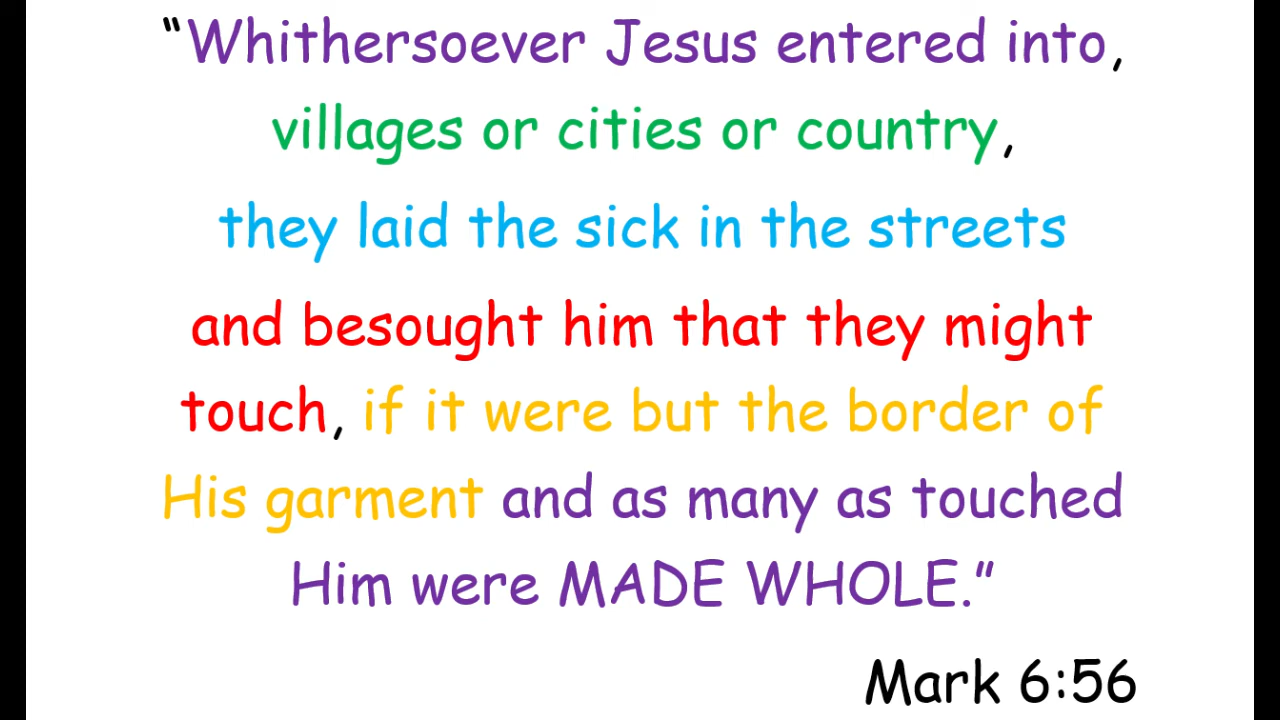 “Whithersoever Jesus entered into,
villages or cities or country,
they laid the sick in the streets
and besought him that they might
touch, if it were but the border of
His garment and as many as touched
Him were MADE WHOLE.”
Mark 6:56